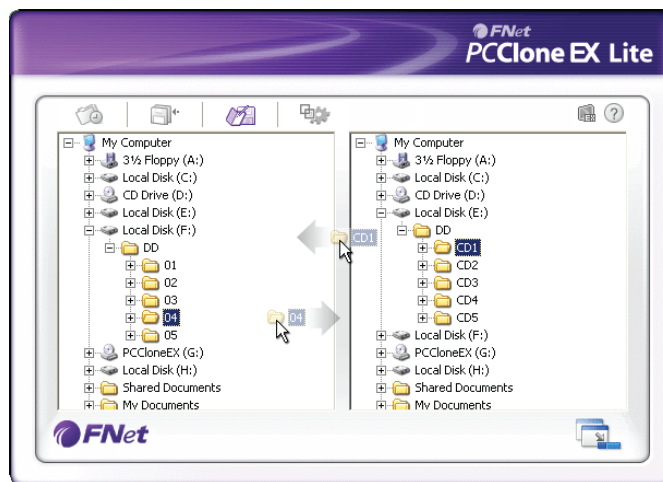 FNet
PCClone EX Lite
?
My Computer
3½ Floppy (A:)
Local Disk (C:)
CD Drive (D:)
Local Disk (E:)
Local Disk (F:)
DD
01
02
03
04
05
PCCloneEX (G:)
Local Disk (H:)
Shared Documents
My Documents
CD1
04
My Computer
3½ Floppy (A:)
Local Disk (C:)
CD Drive (D:)
Local Disk (E:)
DD
CD1
CD2
CD3
CD4
CD5
Local Disk (F:)
PCCloneEX (G:)
Local Disk (H:)
Shared Documents
My Documents
FNet